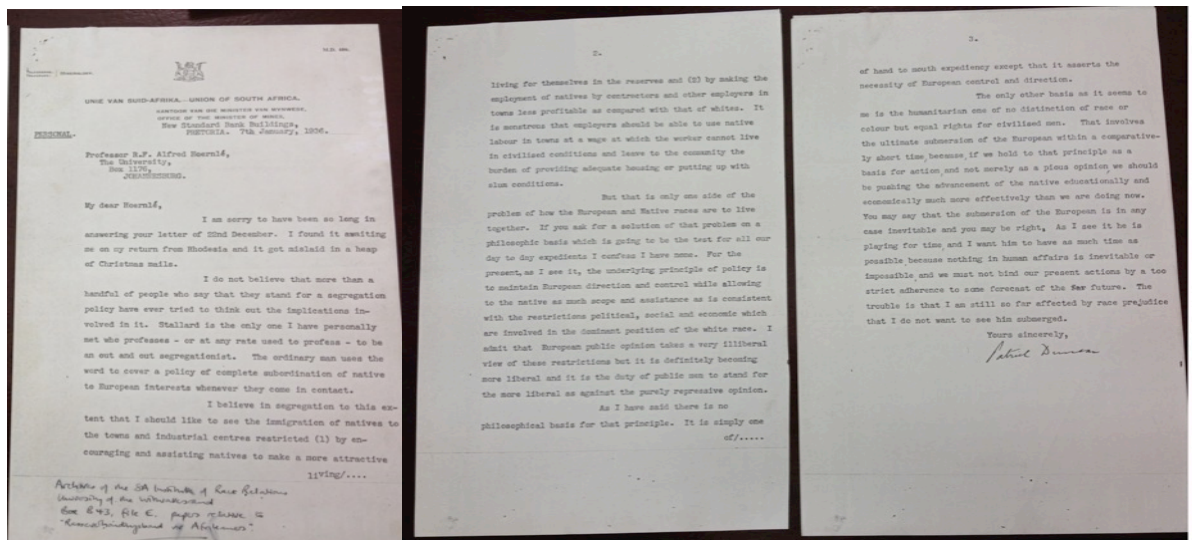 UNIE VAN SUID-AFRIKA.—UNION OF SOUTH AFRICA.
KANTOOR VAN DIE MINISTER VAN MYNWESE,
OFFICE OF THE MINISTER OF MINES,
New Standard Bank Buildings,
PERSONAL. PRETORIA. 7th January, 1936.
Professor R.F. Alfred Hoernlé,
The University,
Box 1176,
JOHANNESBURG.
My dear Hoernlé,
I am sorry to have been so long in
answering your letter of 22nd December. I found it awaiting
me on my return from Rhodesia and it got mislaid in a heap
of Christmas mails.
I do not believe that more than a
handful of people who say that they stand for a segregation
policy have ever tried to think out the implications in-
volved in it. Stallard is the only one I have personally
met who professes - or at any rate used to profess - to be
an out and out segregationist. The ordinary man uses the
word to cover a policy of complete subordination of native
to European interests whenever they come in contact.
I believe in segregation to this ex-
tent that I should like to see the immigration of natives to
the towns and industrial centres restricted (1) by en-
couraging and assisting natives to make a more attractive
living/....
Archives of the SA Institute of Race Relations
University of the Witwatersrand
Box B43, file E. papers relative to
2.
living for themselves in the reserves and (2) by making the
employment of natives by contractors and other employers in
towns less profitable as compared with that of whites. It
is monstrous that employers should be able to use native
labour in towns at a wage at which the worker cannot live
in civilized conditions and leave to the community the
burden of providing adequate housing or putting up with
slum conditions.
But that is only one side of the
problem of how the European and Native races are to live
together. If you ask for a solution of that problem on a
philosophic basis which is going to be the test for all our
day to day expedients I confess I have none. For the
present, as I see it, the underlying principle of policy is
to maintain European direction and control while allowing
to the native as much scope and assistance as is consistent
with the restrictions political, social and economic which
are involved in the dominant position of the white race. I
admit that European public opinion takes a very illiberal
view of these restrictions but it is definitely becoming
more liberal and it is the duty of public men to stand for
the more liberal as against the purely repressive opinion.
As I have said there is no
philosophical basis for that principle. It is simply one
of/.....
3.
of hand to mouth expediency except that it asserts the
necessity of European control and direction.
The only other basis as it seems to
me is the humanitarian one of no distinction of race or
colour but equal rights for civilised men. That involves
the ultimate submersion of the European within a comparative-
ly short time, because, if we hold to that principle as a
basis for action, and not merely as a pious opinion, we should
be pushing the advancement of the native educationally and
economically much more effectively than we are doing now.
You may say that the submersion of the European is in any
case inevitable and you may be right. As I see it he is
playing for time, and I want him to have as much time as
possible, because nothing in human affairs is inevitable or
impossible and we must not bind our present actions by a too
strict adherence to some forecast of the far future. The
trouble is that I am still so far affected by race prejudice
that I do not want to see him submerged.
Yours sincerely,
Patrick Duncan